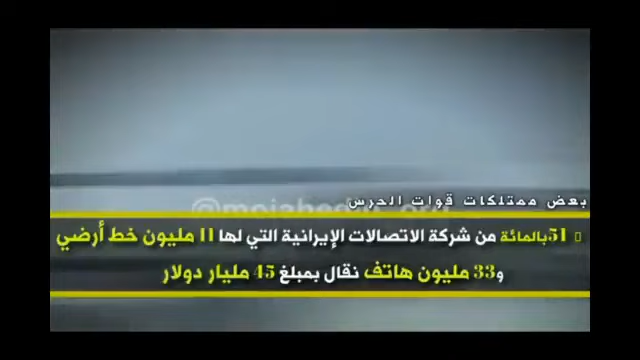 بعض ممتلكات قوات الحرس
51بالمائة من شركة الاتصالات الإيرانية التي لها 11 مليون خط أرضي
و33 مليون هاتف نقال بمبلغ 45 مليار دولار